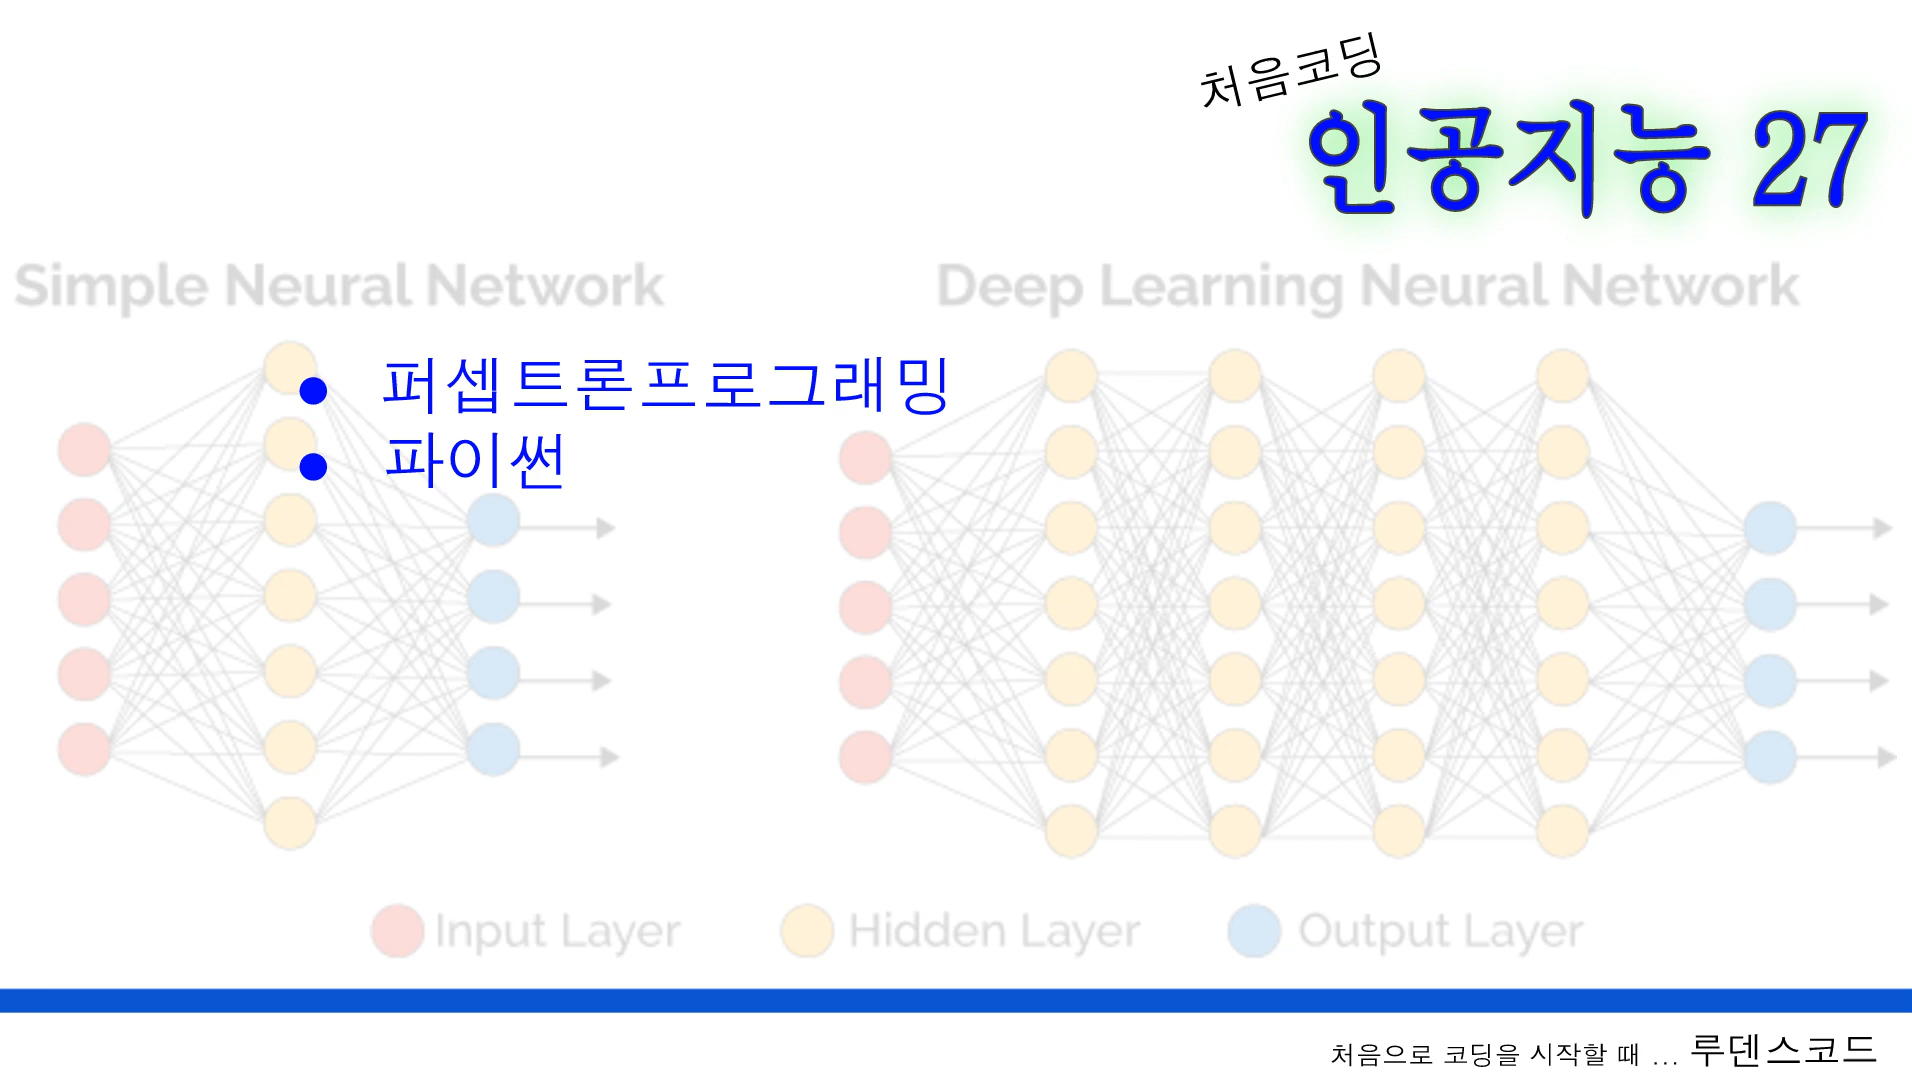 처음코딩
인공지능 27
Simple Neural Network
Deep Learning Neural Network
• 퍼셉트론프로그래밍
• 파이썬
Input Layer
Hidden Layer
Output Layer
처음으로 코딩을 시작할 때 ... 루덴스코드